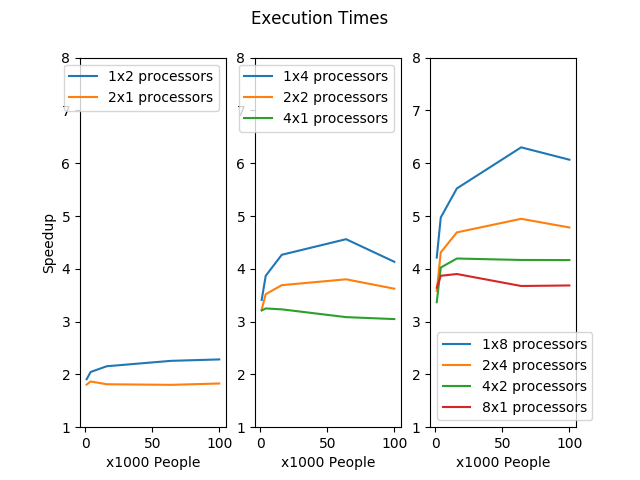 Execution Times
Speedup
8
7
6
5
4
3
2
1
1x2 processors
2x1 processors
0
50
100
x1000 People
8
7
6
5
4
3
2
1
1x4 processors
2x2 processors
4x1 processors
0
50
100
x1000 People
8
7
6
5
4
3
2
1
1x8 processors
2x4 processors
4x2 processors
8x1 processors
0
50
100
x1000 People